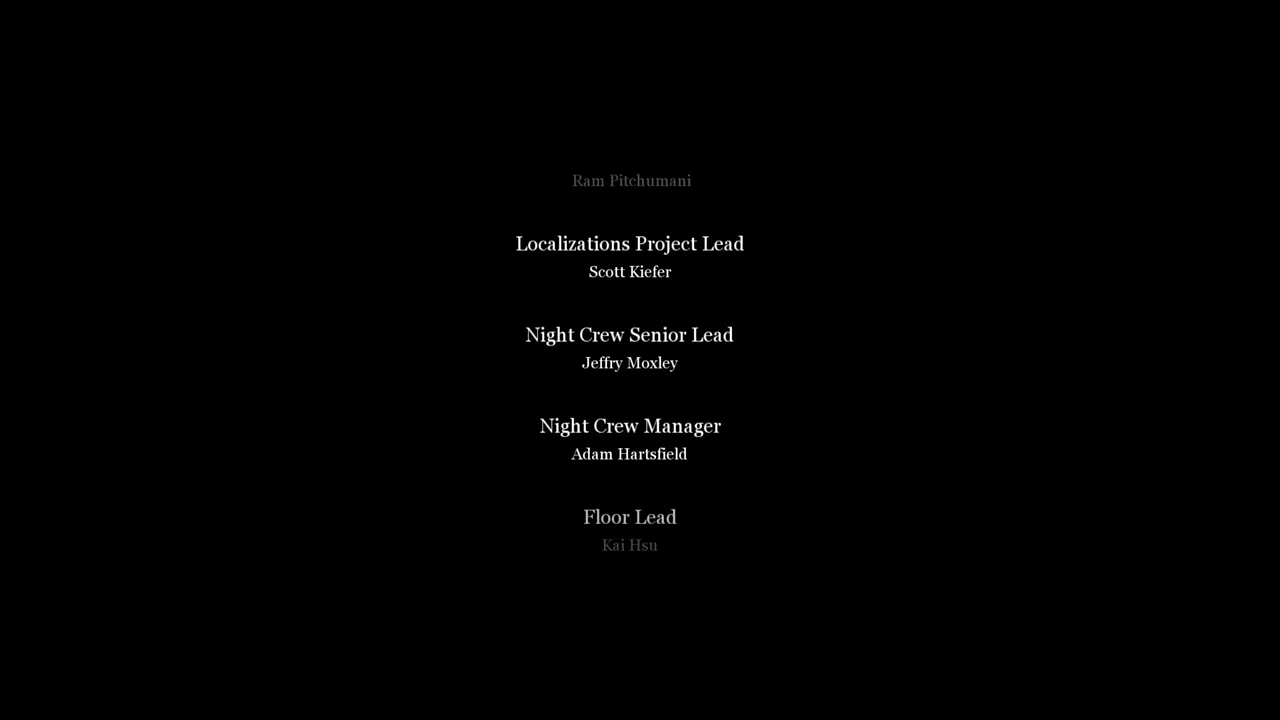 Ram Pitchumani
Localizations Project Lead
Scott Kiefer
Night Crew Senior Lead
Jeffry Moxley
Night Crew Manager
Adam Hartsfield
Floor Lead
Kai Hsu